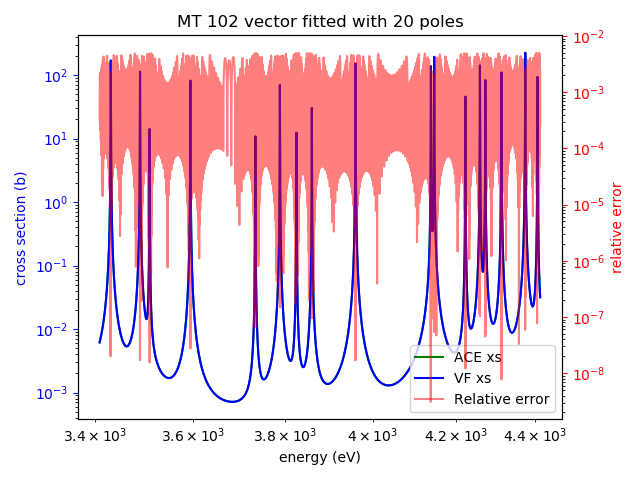 MT 102 vector fitted with 20 poles
10²
10¹
10⁰
10⁻¹
10⁻²
10⁻³
cross section (b)
10⁻²
10⁻³
10⁻⁴
10⁻⁵
10⁻⁶
10⁻⁷
10⁻⁸
relative error
ACE xs
VF xs
Relative error
3.4 × 10³ 3.6 × 10³ 3.8 × 10³ 4 × 10³ 4.2 × 10³ 4.4 × 10³
energy (eV)